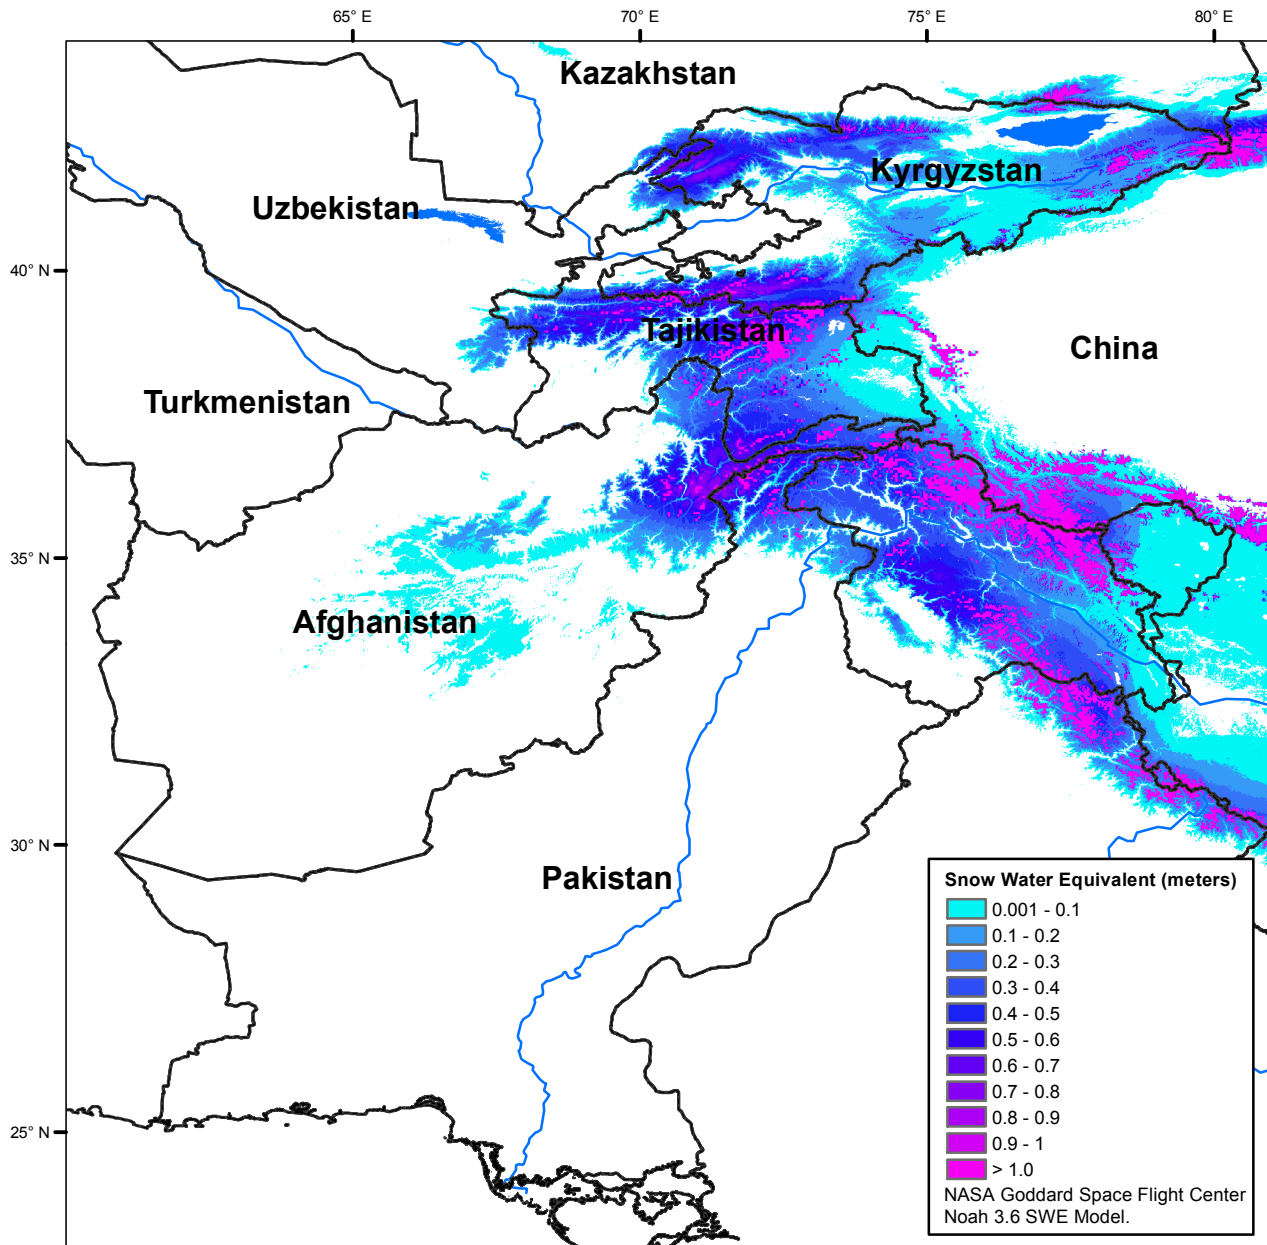 65° E
70° E
75° E
80° E
Kazakhstan
Kyrgyzstan
Uzbekistan
40° N
Tajikistan
China
Turkmenistan
35° N
Afghanistan
30° N
Pakistan
Snow Water Equivalent (meters)
0.001 - 0.1
0.1 - 0.2
0.2 - 0.3
0.3 - 0.4
0.4 - 0.5
0.5 - 0.6
0.6 - 0.7
0.7 - 0.8
0.8 - 0.9
0.9 - 1
> 1.0
25° N
NASA Goddard Space Flight Center
Noah 3.6 SWE Model.